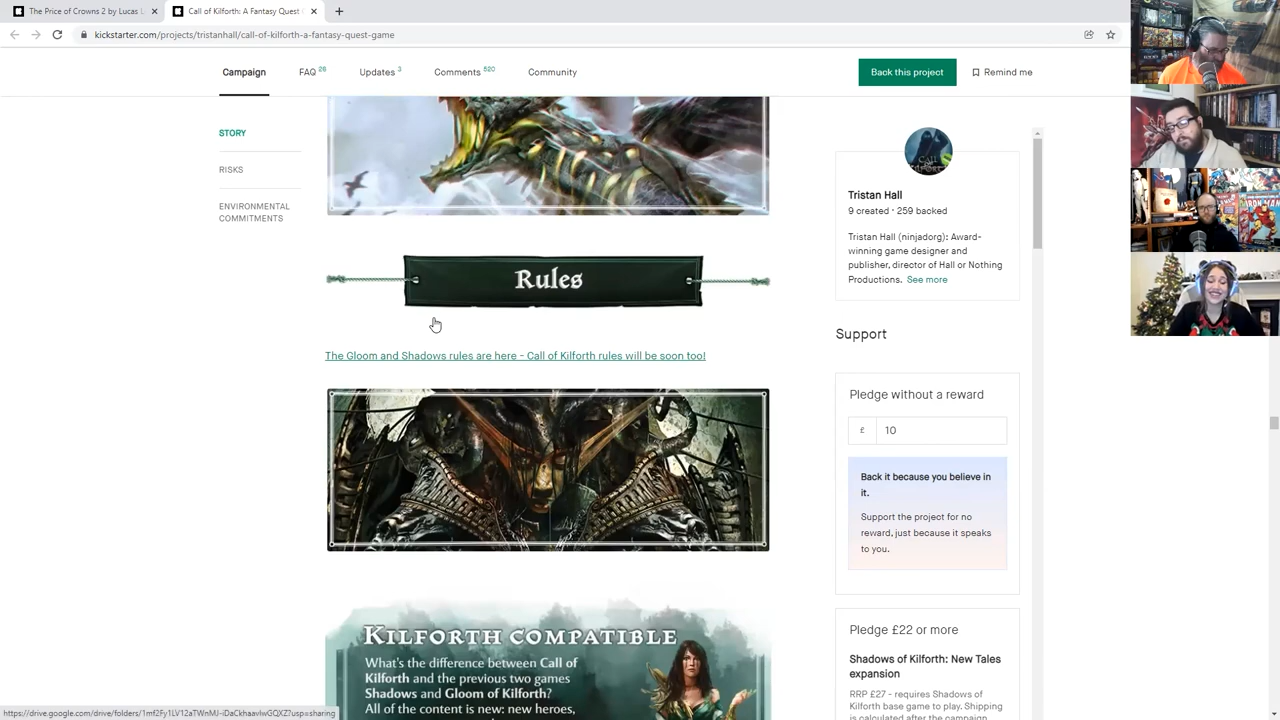 The Price of Crowns 2 by Lucas L
Call of Kilforth: A Fantasy Quest
kickstarter.com/projects/tristanhall/call-of-kilforth-a-fantasy-quest-game
Campaign
FAQ 26
Updates 3
Comments 520
Community
Back this project
Remind me
STORY
RISKS
ENVIRONMENTAL
COMMITMENTS
Rules
The Gloom and Shadows rules are here - Call of Kilforth rules will be soon too!
KILFORTH COMPATIBLE
What's the difference between Call of
Kilforth and the previous two games
Shadows and Gloom of Kilforth?
All of the content is new: new heroes,
Tristan Hall
9 created · 259 backed
Tristan Hall (ninjadorg): Award-
winning game designer and
publisher, director of Hall or Nothing
Productions. See more
Support
Pledge without a reward
£ 10
Back it because you believe in
it.
Support the project for no
reward, just because it speaks
to you.
Pledge £22 or more
Shadows of Kilforth: New Tales
expansion
RRP £27 - requires Shadows of
Kilforth base game to play. Shipping
is calculated after the campaign